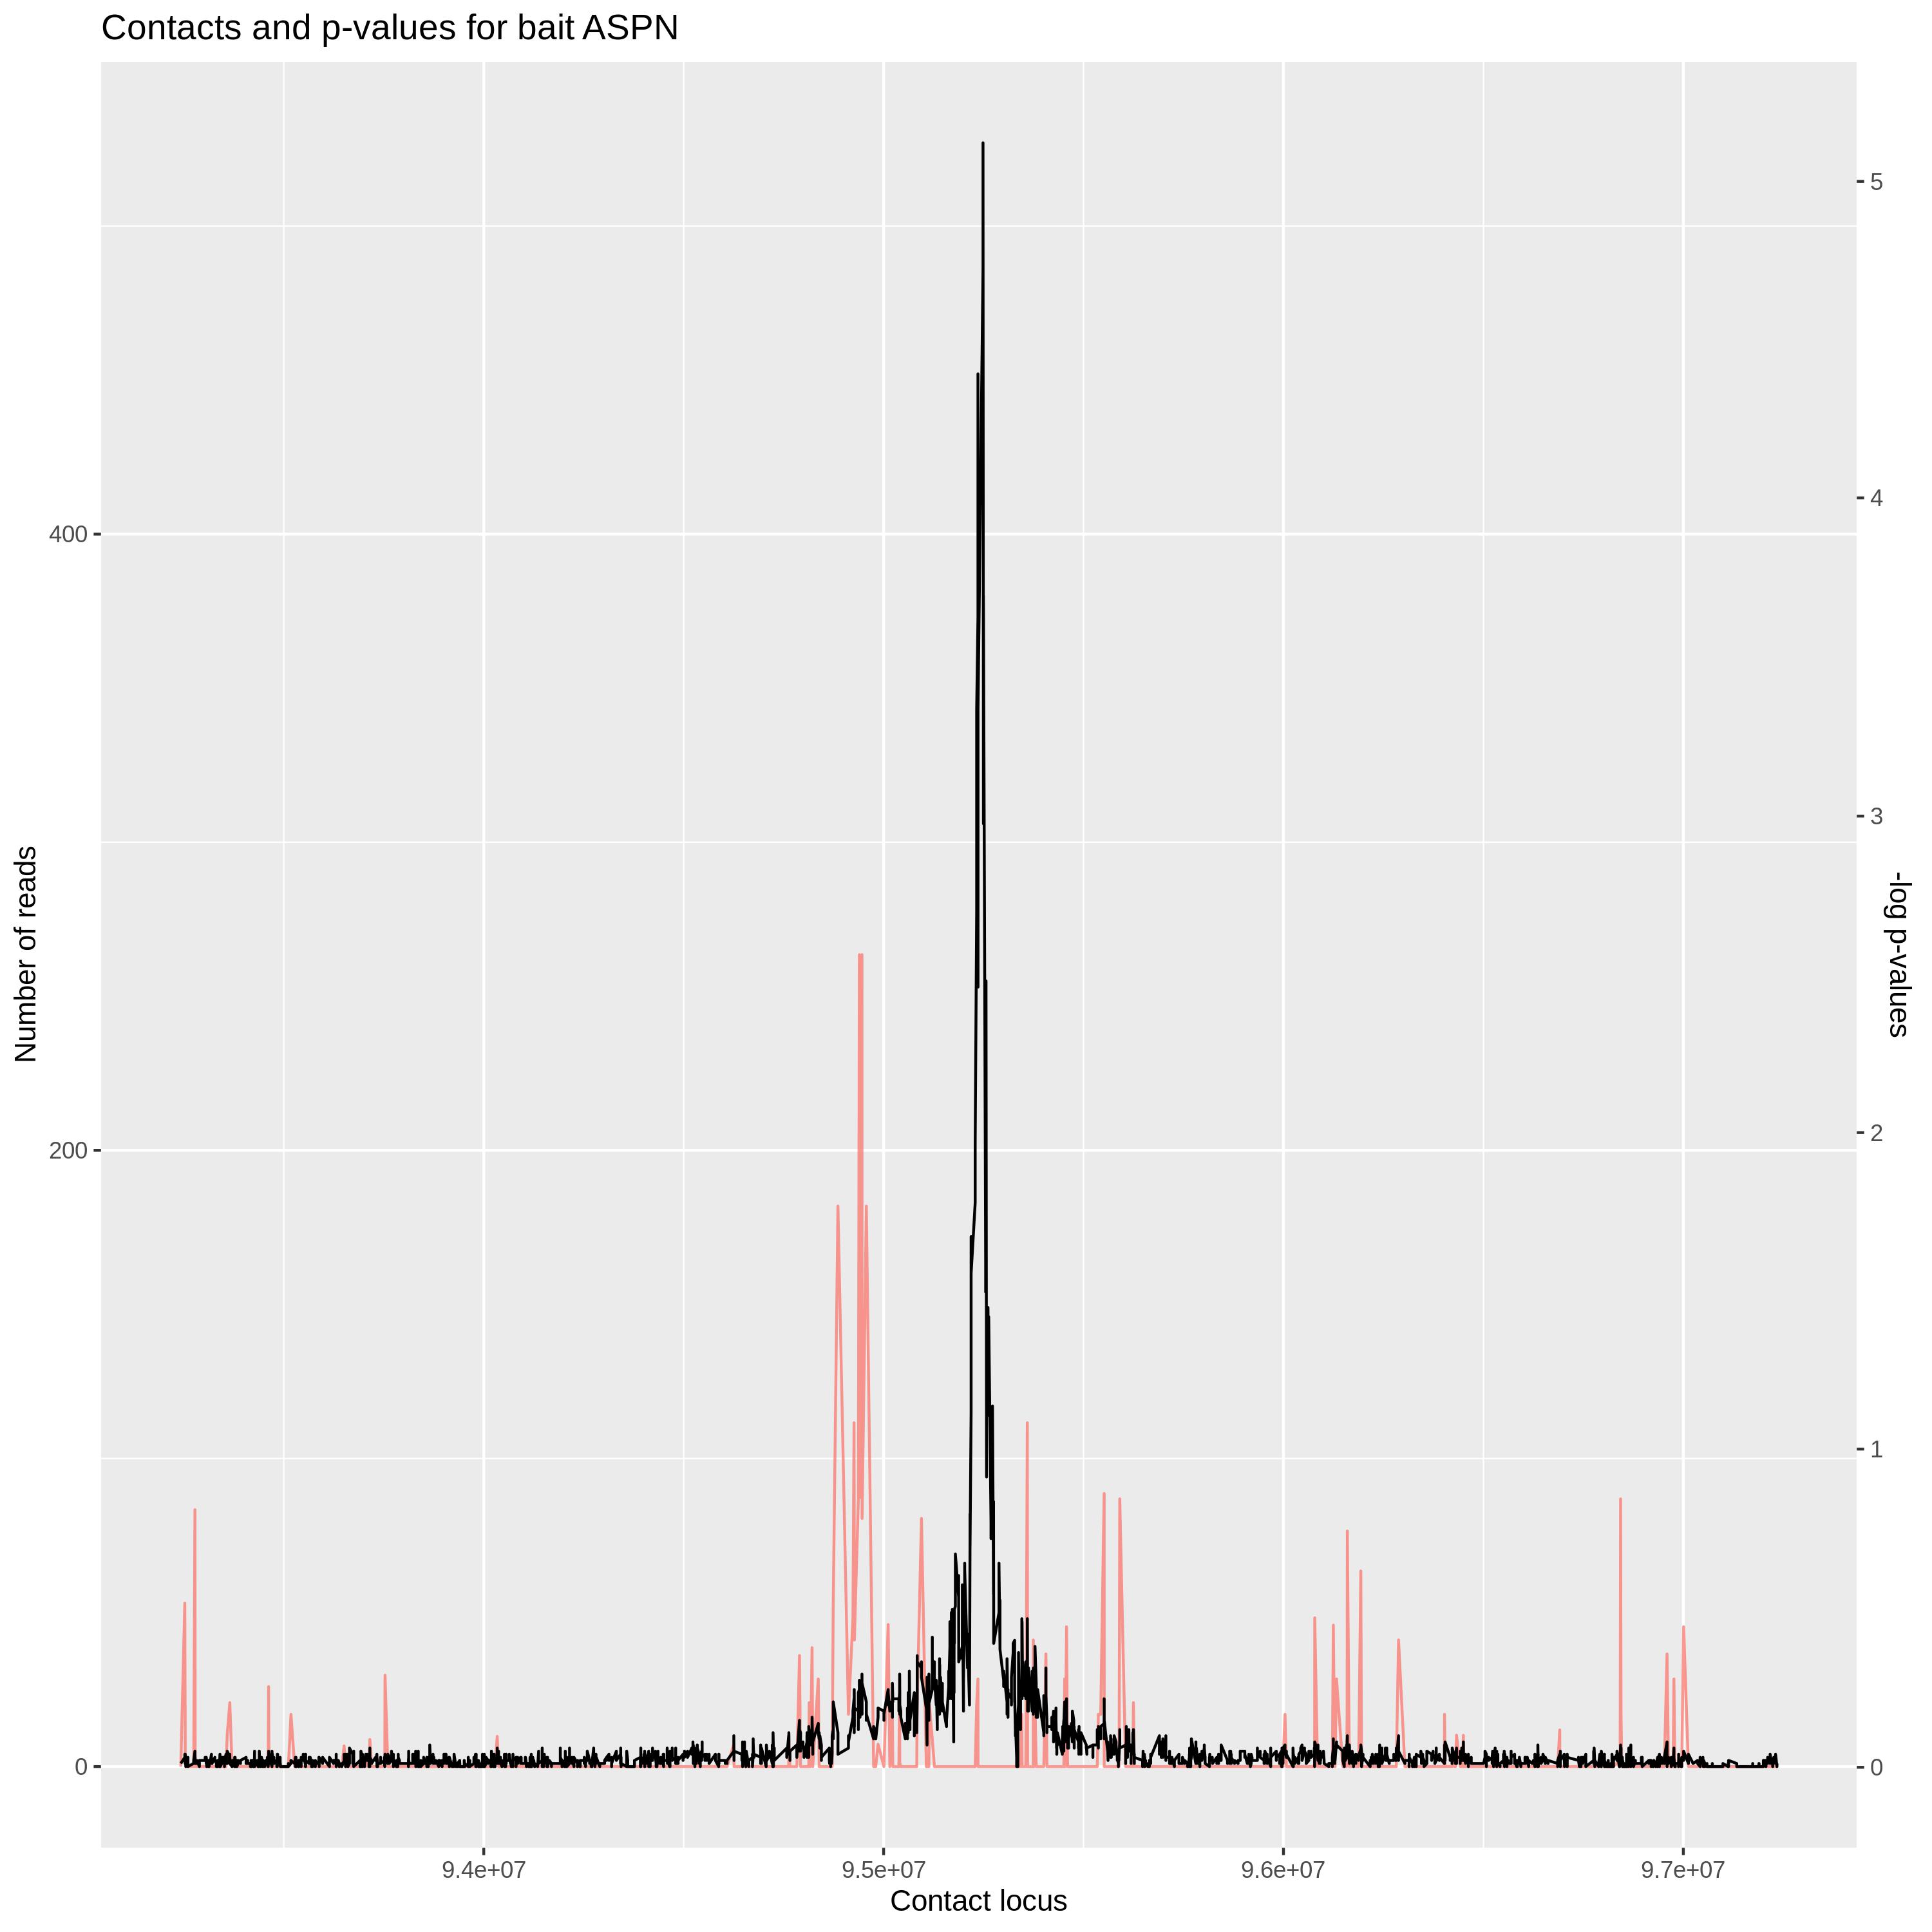 Contacts and p-values for bait ASPN
5
4
400
3
Number of reads
-log p-values
2
200
1
0
0
9.4e+07
9.5e+07
9.6e+07
9.7e+07
Contact locus